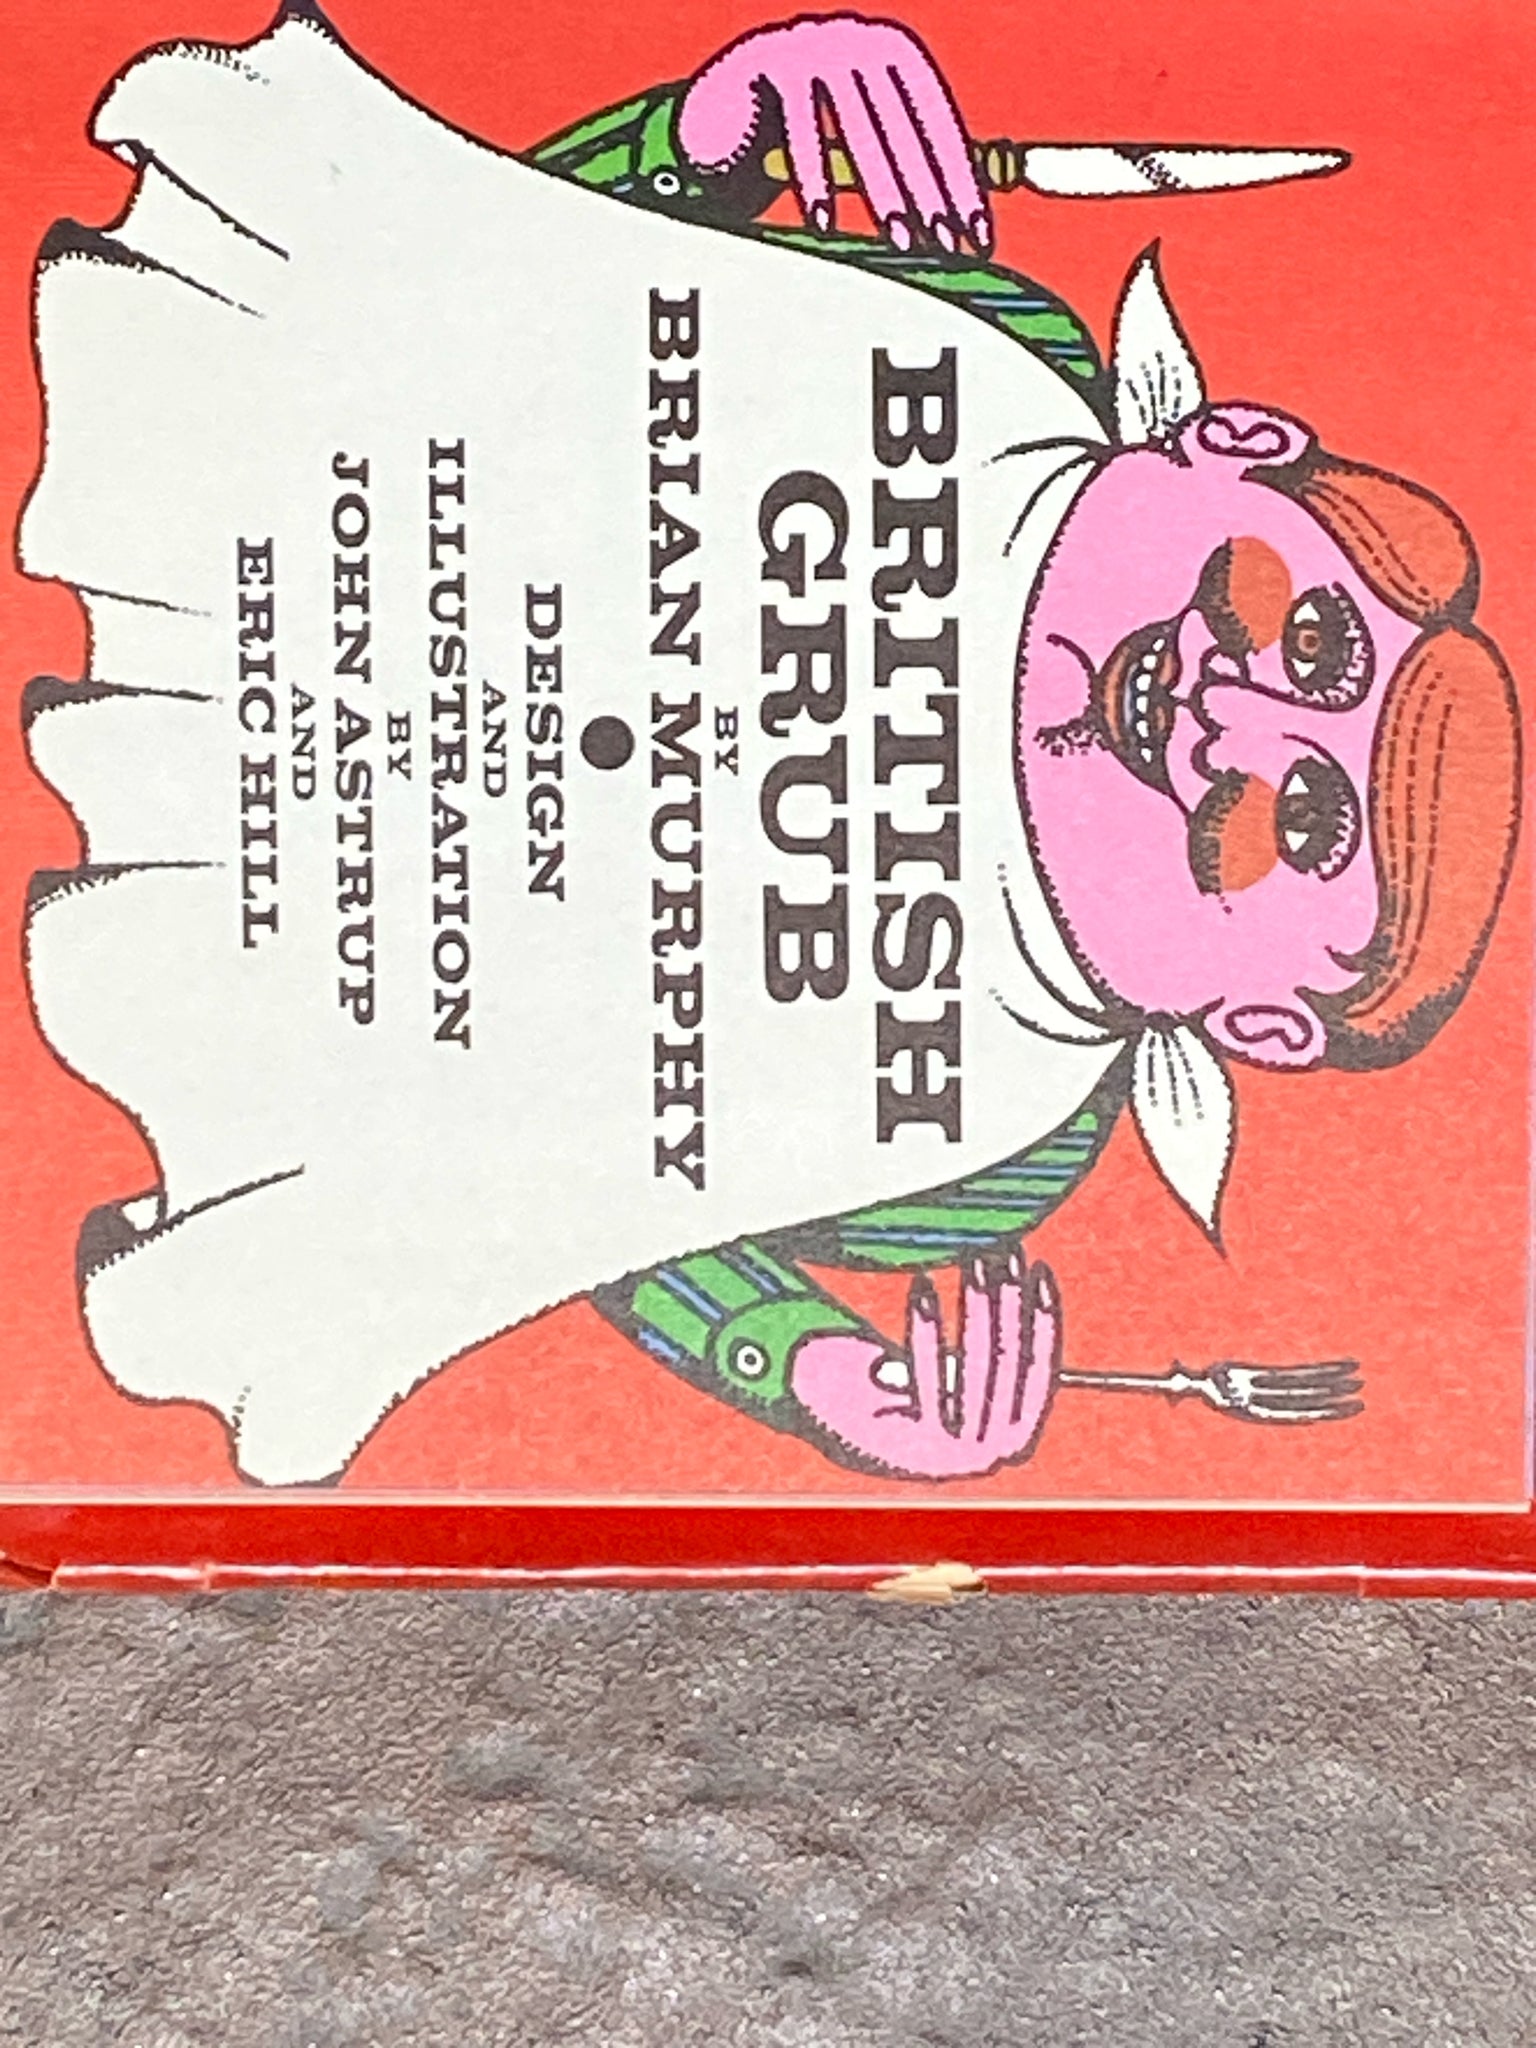 BRITISH
GRUB
BY
BRIAN MURPHY
DESIGN
AND
ILLUSTRATION
BY
JOHN ASTRUP
AND
ERIC HILL